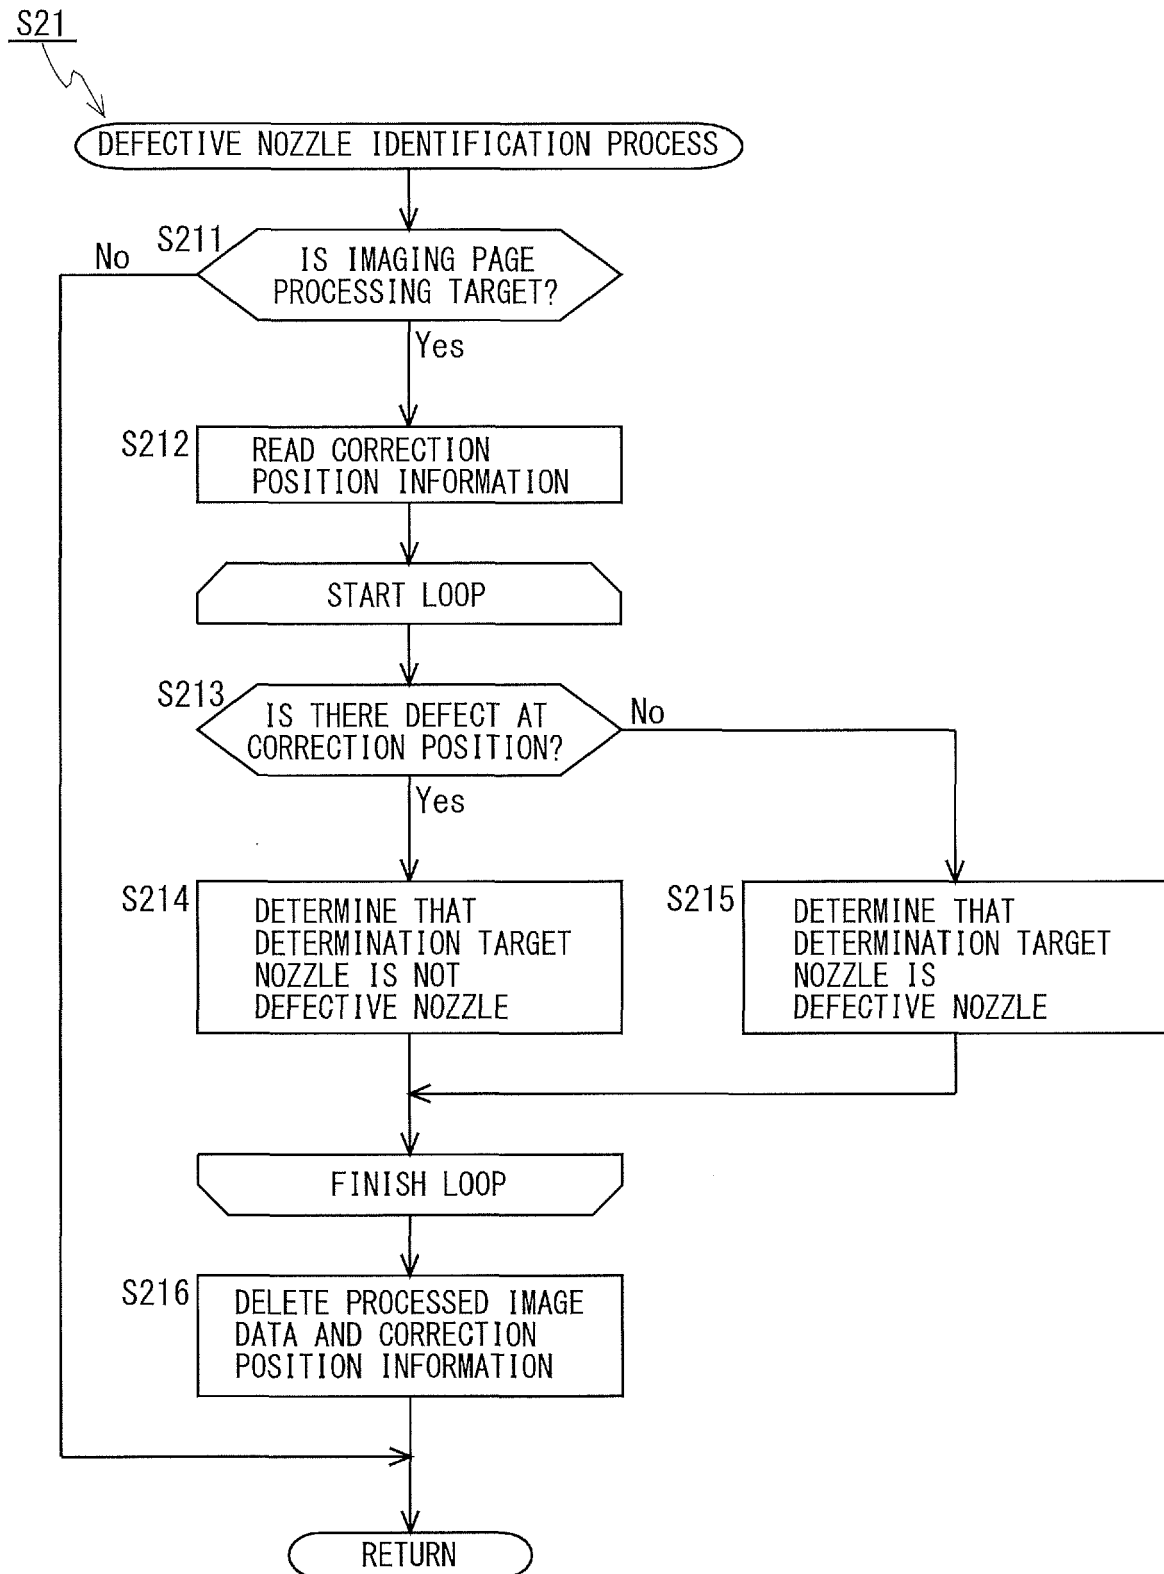 S21
DEFECTIVE NOZZLE IDENTIFICATION PROCESS
S211
No
IS IMAGING PAGE
PROCESSING TARGET?
Yes
S212
READ CORRECTION
POSITION INFORMATION
START LOOP
S213
IS THERE DEFECT AT
CORRECTION POSITION?
No
Yes
S214
DETERMINE THAT
DETERMINATION TARGET
NOZZLE IS NOT
DEFECTIVE NOZZLE
S215
DETERMINE THAT
DETERMINATION TARGET
NOZZLE IS
DEFECTIVE NOZZLE
FINISH LOOP
S216
DELETE PROCESSED IMAGE
DATA AND CORRECTION
POSITION INFORMATION
RETURN